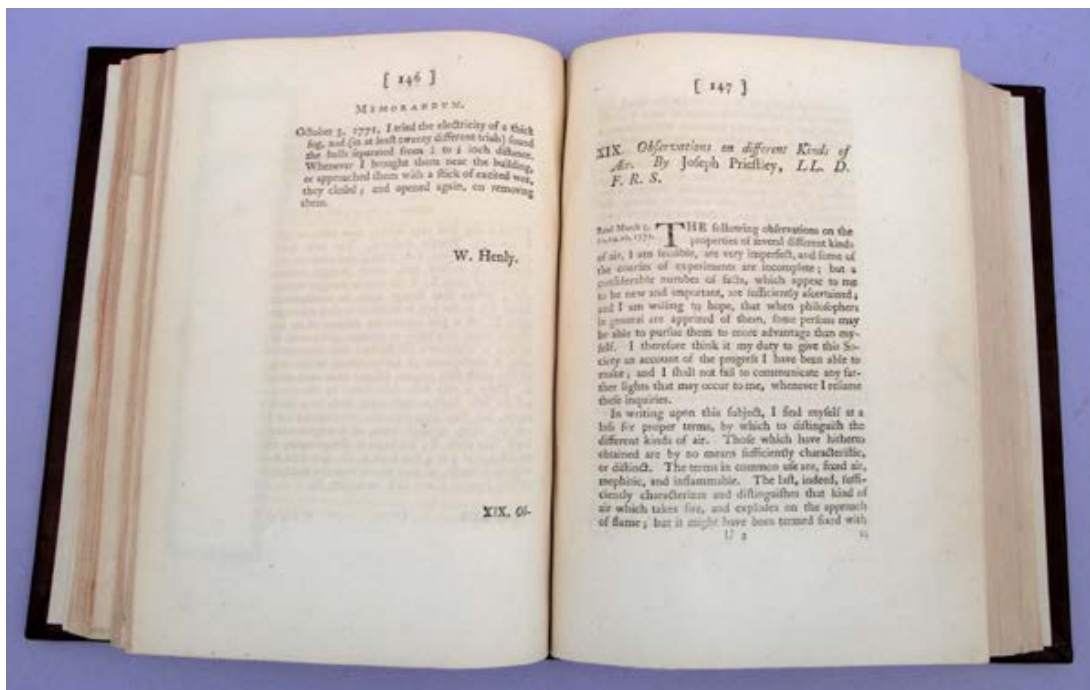 [ 146 ]
MEMORANDUM.
October 3, 1771, I tried the electricity of a thick
fog, and (in at least twenty different trials) found
the balls separated from to 1 inch distance.
Whenever I brought them near the building,
or approached them with a stick of excited wax,
they closed; and opened again, on removing
them.
W. Henly.
XIX. Ob-
[ 147 ]
XIX. Observations on different Kinds of
Air. By Joseph Priestley, LL. D.
F. R. S.
Read March 5,
1772.
THE following observations on the
properties of several different kinds
of air, I am sensible, are very imperfect, and some of
the courses of experiments are incomplete; but a
considerable number of facts, which appear to me
to be new and important, are sufficiently ascertained;
and I am willing to hope, that when philosophers
in general are apprized of them, some persons may
be able to pursue them to more advantage than my-
self. I therefore think it my duty to give this So-
ciety an account of the progress I have been able to
make; and I shall not fail to communicate any far-
ther lights that may occur to me, whenever I resume
these inquiries.
In writing upon this subject, I find myself at a
loss for proper terms, by which to distinguish the
different kinds of air. Those which have hitherto
obtained are by no means sufficiently characteristic,
or distinct. The terms in common use are, fixed air,
mephitic, and inflammable. The last, indeed, suffi-
ciently characterizes and distinguishes that kind of
air which takes fire, and explodes on the approach
of flame; but it might have been termed fixed with
U 2